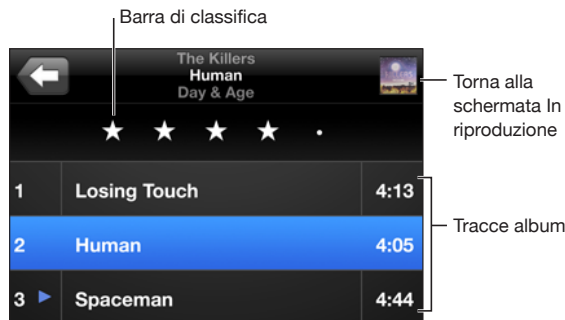 Barra di classifica
The Killers
Human
Day & Age
Torna alla
schermata In
riproduzione
1 Losing Touch 4:13
Tracce album
2 Human 4:05
3 Spaceman 4:44